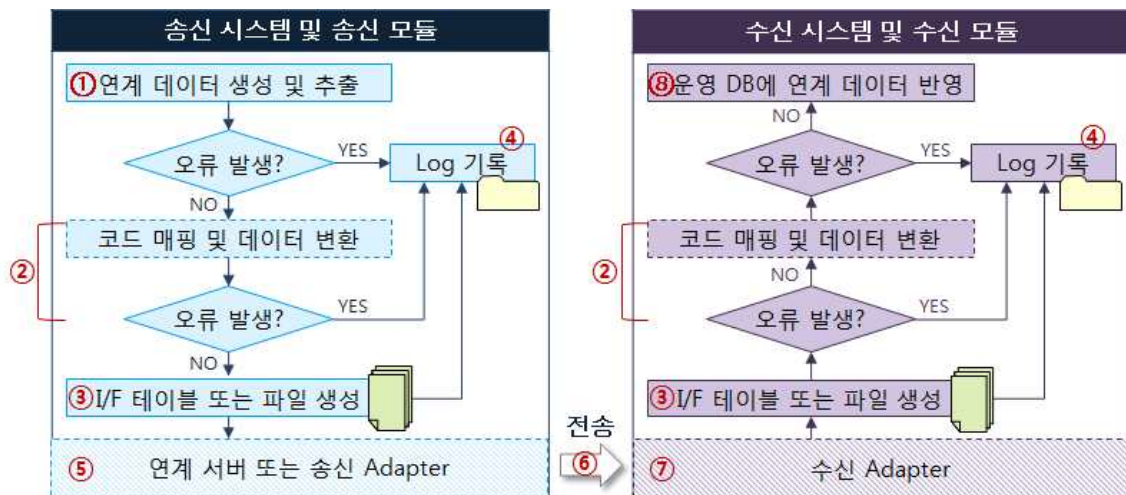 송신 시스템 및 송신 모듈
① 연계 데이터 생성 및 추출
오류 발생?
YES
④
Log 기록
NO
②
코드 매핑 및 데이터 변환
오류 발생?
YES
NO
③ I/F 테이블 또는 파일 생성
⑤ 연계 서버 또는 송신 Adapter
전송
⑥
수신 시스템 및 수신 모듈
⑧ 운영 DB에 연계 데이터 반영
NO
오류 발생?
YES
④
Log 기록
②
코드 매핑 및 데이터 변환
NO
오류 발생?
YES
③ I/F 테이블 또는 파일 생성
⑦ 수신 Adapter